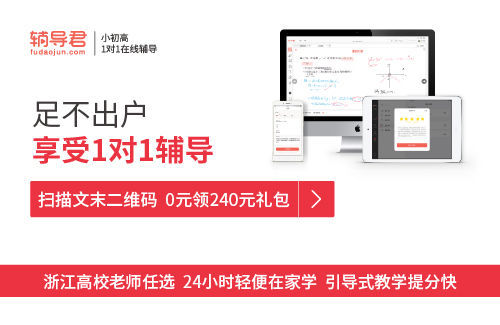 辅导君
fudaojun.com
小初高
1对1在线辅导
足不出户
享受1对1辅导
扫描文末二维码 0元领240元礼包
浙江高校老师任选 24小时轻便在家学 引导式教学提分快